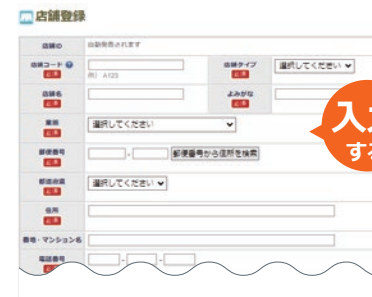 店舗登録
店舗ID 自動発番されます
店舗コード 必須 例） A123 店舗タイプ 必須 選択してください
店舗名 必須 よみがな 必須
業態 必須 選択してください
郵便番号 必須 - 郵便番号から住所を検索
都道府県 必須 選択してください
住所 必須
番地・マンション名
電話番号 必須 - -
入力
する